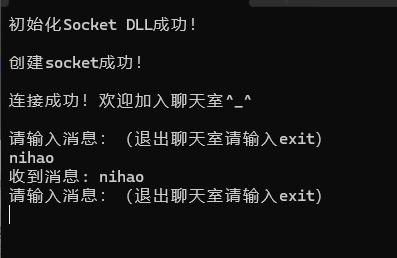 初始化Socket DLL成功!
创建socket成功!
连接成功! 欢迎加入聊天室^_^
请输入消息: (退出聊天室请输入exit)
nihao
收到消息: nihao
请输入消息: (退出聊天室请输入exit)